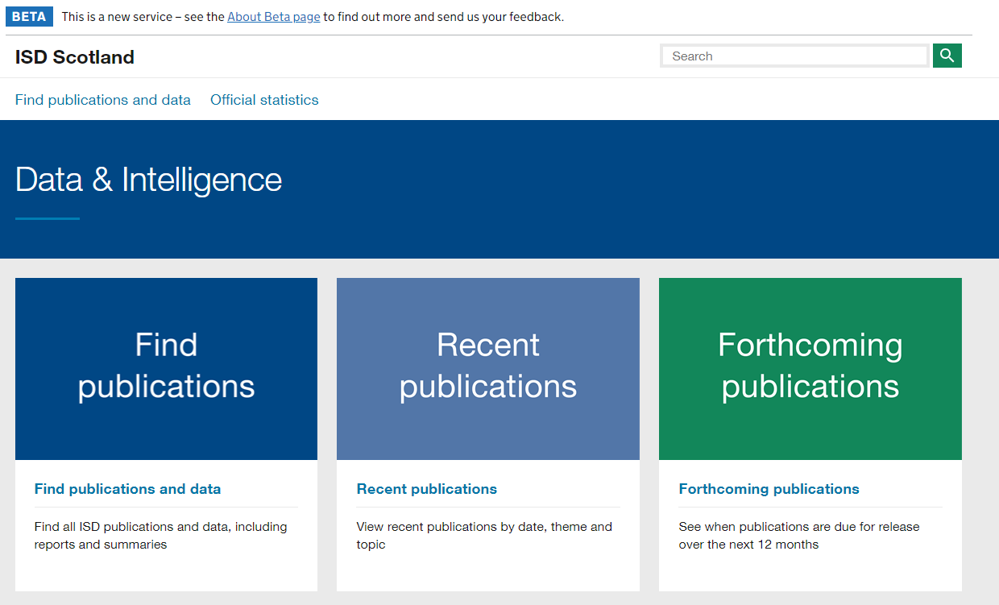 BETA This is a new service – see the About Beta page to find out more and send us your feedback.
ISD Scotland
Search
Find publications and data
Official statistics
Data & Intelligence
Find
publications
Find publications and data
Find all ISD publications and data, including
reports and summaries
Recent
publications
Recent publications
View recent publications by date, theme and
topic
Forthcoming
publications
Forthcoming publications
See when publications are due for release
over the next 12 months